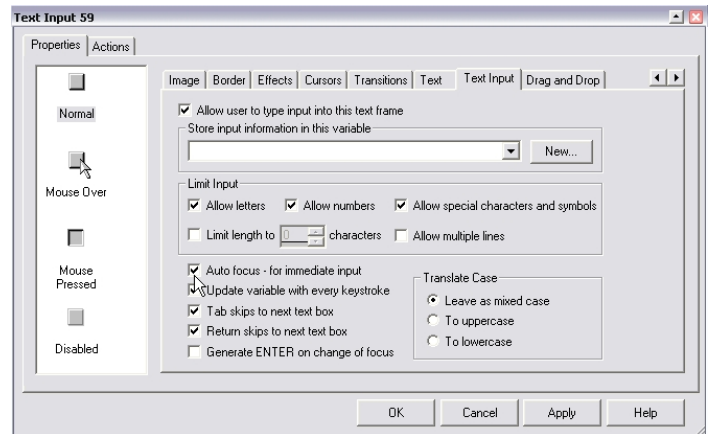 Text Input 59
Properties Actions
Image Border Effects Cursors Transitions Text Text Input Drag and Drop
Normal
Mouse Over
Mouse
Pressed
Disabled
Allow user to type input into this text frame
Store input information in this variable
New...
Limit Input
Allow letters Allow numbers Allow special characters and symbols
Limit length to 0 characters Allow multiple lines
Auto focus - for immediate input
Update variable with every keystroke
Tab skips to next text box
Return skips to next text box
Generate ENTER on change of focus
Translate Case
Leave as mixed case
To uppercase
To lowercase
OK Cancel Apply Help